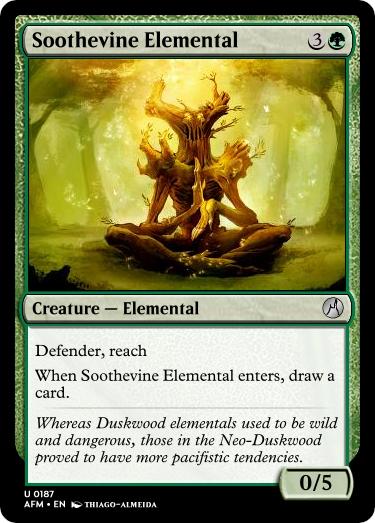 Soothevine Elemental 3
Creature — Elemental
Defender, reach
When Soothevine Elemental enters, draw a
card.
Whereas Duskwood elementals used to be wild
and dangerous, those in the Neo-Duskwood
proved to have more pacifistic tendencies.
0/5
U 0187
AFM • EN THIAGO-ALMEIDA